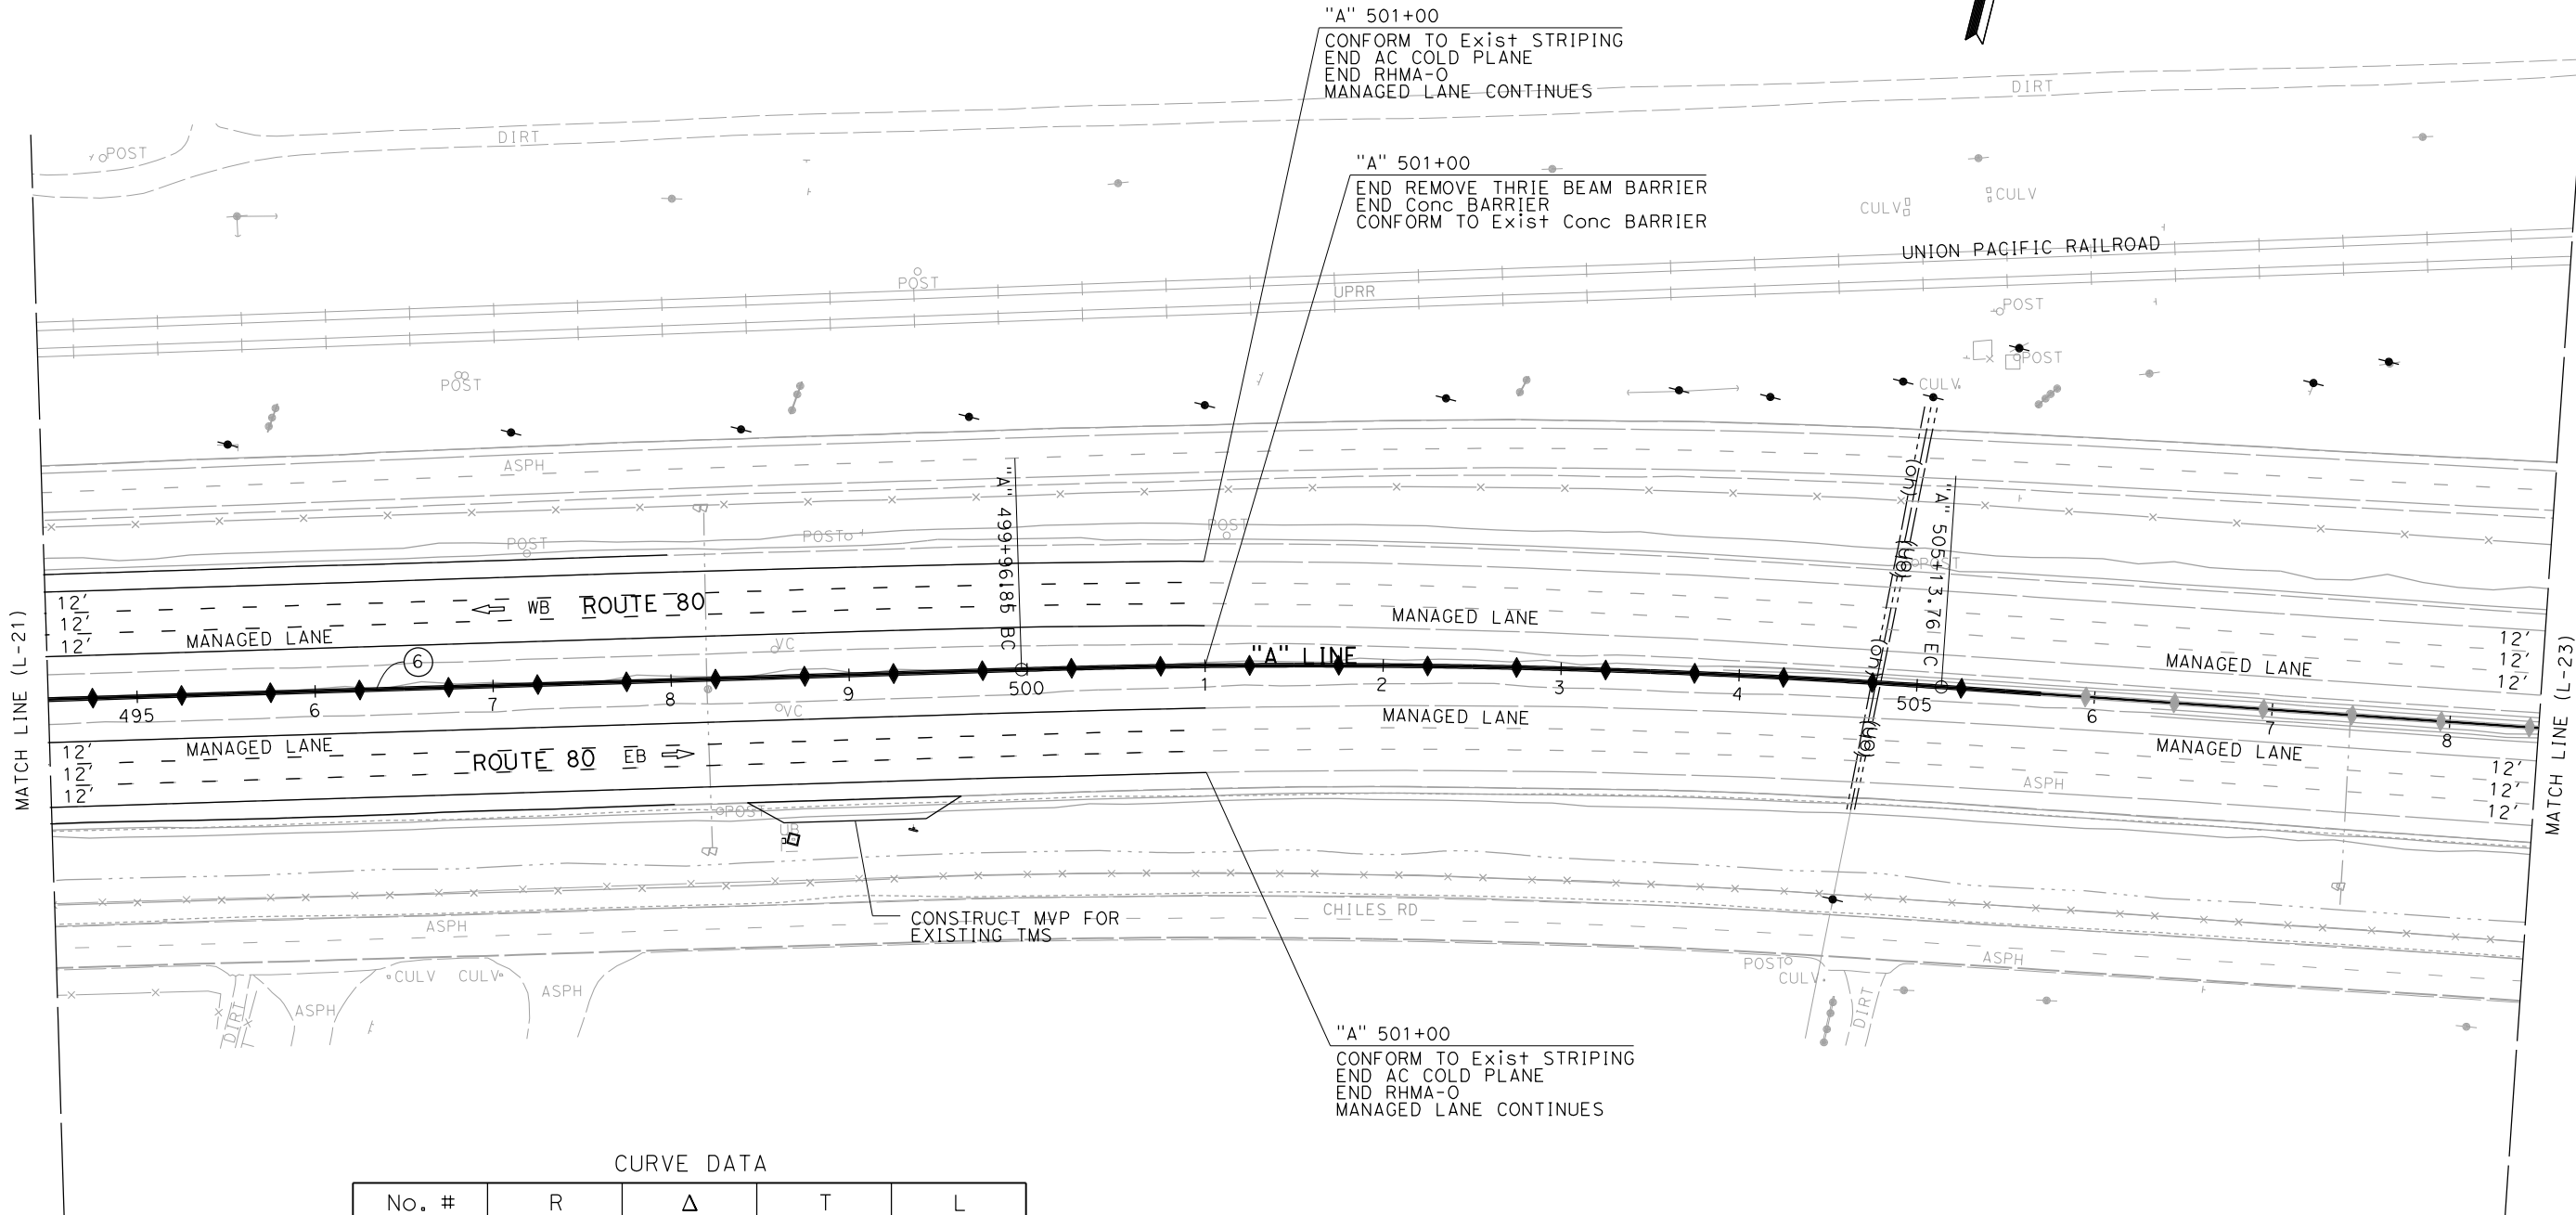 "A" 501+00
CONFORM TO Exist STRIPING
END AC COLD PLANE
END RHMA-O
MANAGED LANE CONTINUES
DIRT
DIRT
POST
"A" 501+00
END REMOVE THRIE BEAM BARRIER
END Conc BARRIER
CONFORM TO Exist Conc BARRIER
CULV
CULV
UNION PACIFIC RAILROAD
POST
UPRR
POST
POST
POST
CULV
ASPH
"A" 499+96.85 BC
"A" 505+13.76 EC
POST
POST
POST
POST
12'
12'
12'
WB ROUTE 80
MANAGED LANE
MANAGED LANE
MANAGED LANE
12'
12'
12'
VC
"A" LINE
6
495
6
7
8
9
500
1
2
3
4
505
6
7
8
VC
MANAGED LANE
MANAGED LANE
MANAGED LANE
12'
12'
12'
ROUTE 80 EB
12'
12'
12'
(OH)
(OH)
(OH)
(OH)
MATCH LINE (L-21)
MATCH LINE (L-23)
ASPH
POST
UB
CONSTRUCT MVP FOR
EXISTING TMS
CHILES RD
ASPH
CULV
CULV
ASPH
ASPH
DIRT
POST
CULV
ASPH
DIRT
"A" 501+00
CONFORM TO Exist STRIPING
END AC COLD PLANE
END RHMA-O
MANAGED LANE CONTINUES
CURVE DATA
No. # R Δ T L